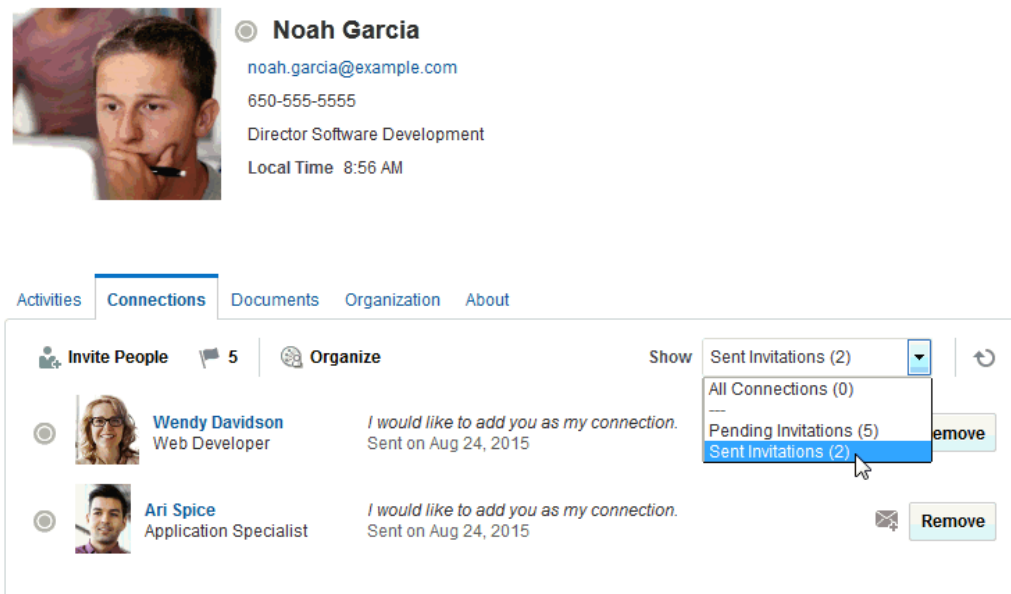 Noah Garcia
noah.garcia@example.com
650-555-5555
Director Software Development
Local Time 8:56 AM
Activities Connections Documents Organization About
Invite People 5 Organize Show Sent Invitations (2)
All Connections (0)
---
Pending Invitations (5)
Sent Invitations (2)
Wendy Davidson I would like to add you as my connection.
Web Developer Sent on Aug 24, 2015
emove
Ari Spice I would like to add you as my connection.
Application Specialist Sent on Aug 24, 2015
Remove